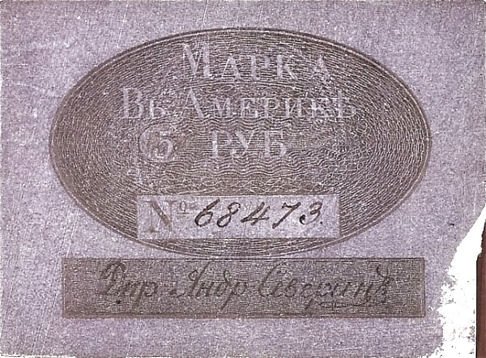 МАРКА
ВЪ АМЕРИКѢ
5 РУБ
№ 68473.
Дир Андр Северинъ